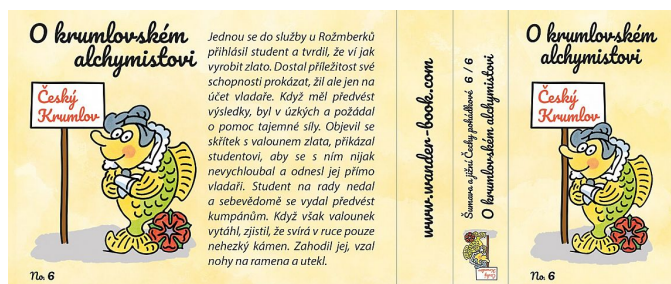 O krumlovském
alchymistovi
Český
Krumlov
No. 6
Jednou se do služby u Rožmberků
přihlásil student a tvrdil, že ví jak
vyrobit zlato. Dostal příležitost své
schopnosti prokázat, žil ale jen na
účet vladaře. Když měl předvést
výsledky, byl v úzkých a požádal
o pomoc tajemné síly. Objevil se
skřítek s valounem zlata, přikázal
studentovi, aby se s ním nijak
nevychloubal a odnesl jej přímo
vladaři. Student na rady nedal
a sebevědomě se vydal předvést
kumpánům. Když však valounek
vytáhl, zjistil, že svírá v ruce pouze
nehezký kámen. Zahodil jej, vzal
nohy na ramena a utekl.
www.wander-book.com
Šumava a jižní Čechy pohádkové 6 / 6
O krumlovském alchymistovi
Český
Krumlov
O krumlovském
alchymistovi
Český
Krumlov
No. 6